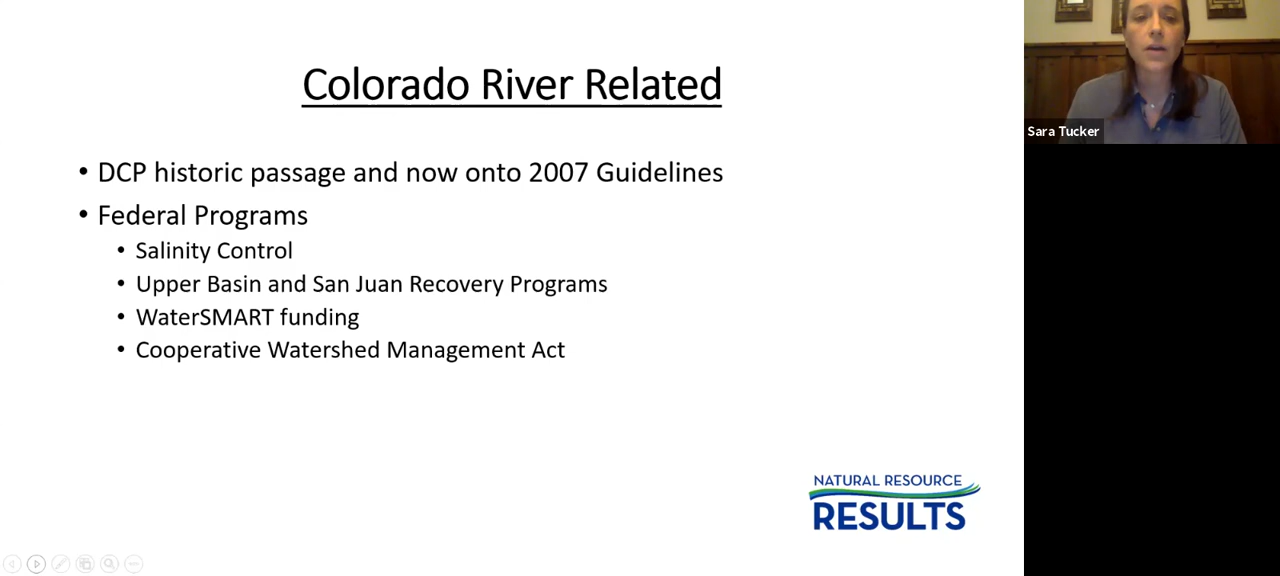 Colorado River Related
• DCP historic passage and now onto 2007 Guidelines
• Federal Programs
• Salinity Control
• Upper Basin and San Juan Recovery Programs
• WaterSMART funding
• Cooperative Watershed Management Act
NATURAL RESOURCE
RESULTS
Sara Tucker